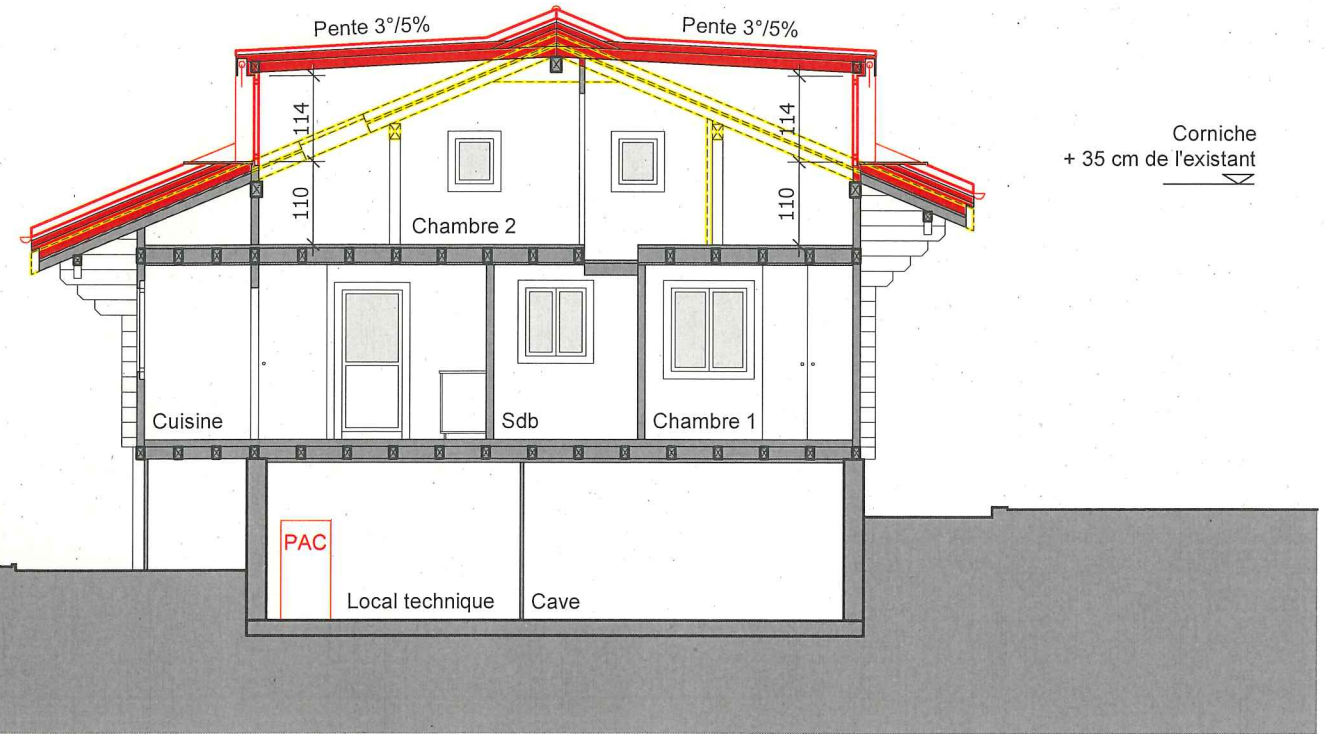 Pente 3°/5%
Pente 3°/5%
114
114
Corniche
+ 35 cm de l'existant
110
110
Chambre 2
Cuisine
Sdb
Chambre 1
PAC
Local technique
Cave